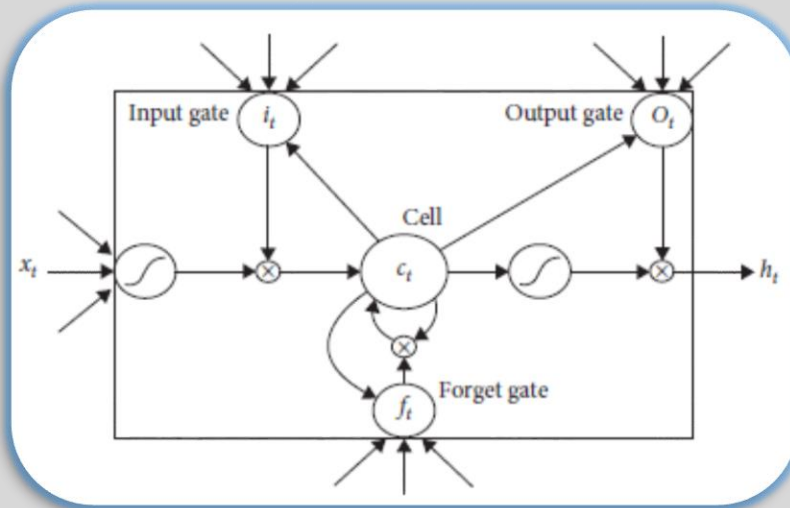 Input gate
i_t
Output gate
O_t
Cell
x_t
c_t
h_t
Forget gate
f_t